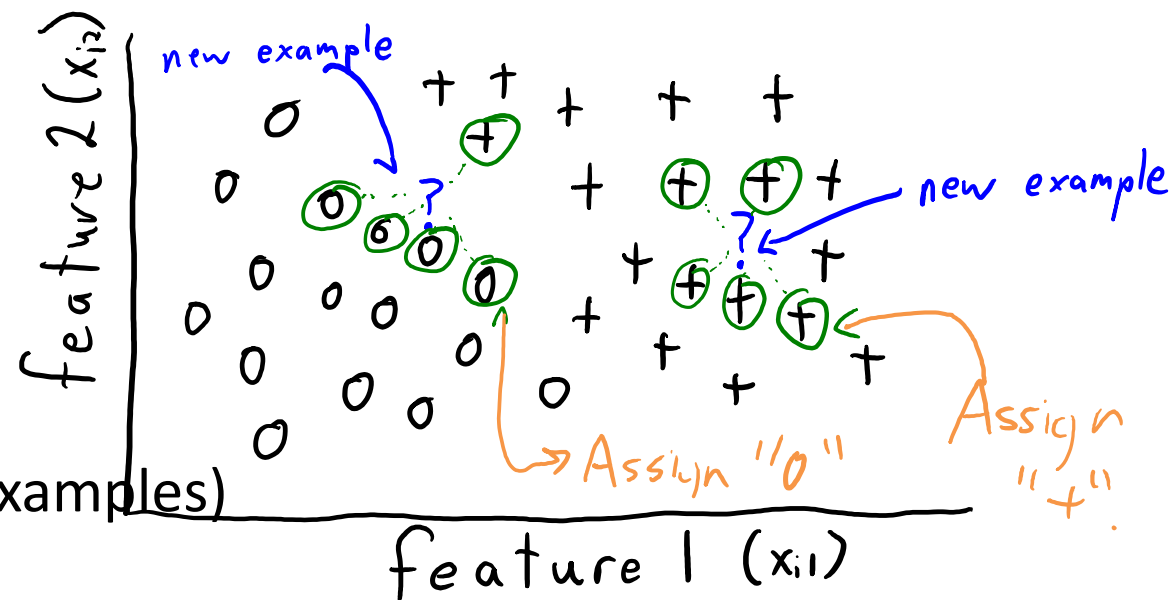 feature 2 (xi2)
new example
?
new example
?
Assign "0"
Assign
"+".
xamples)
feature 1 (xi1)